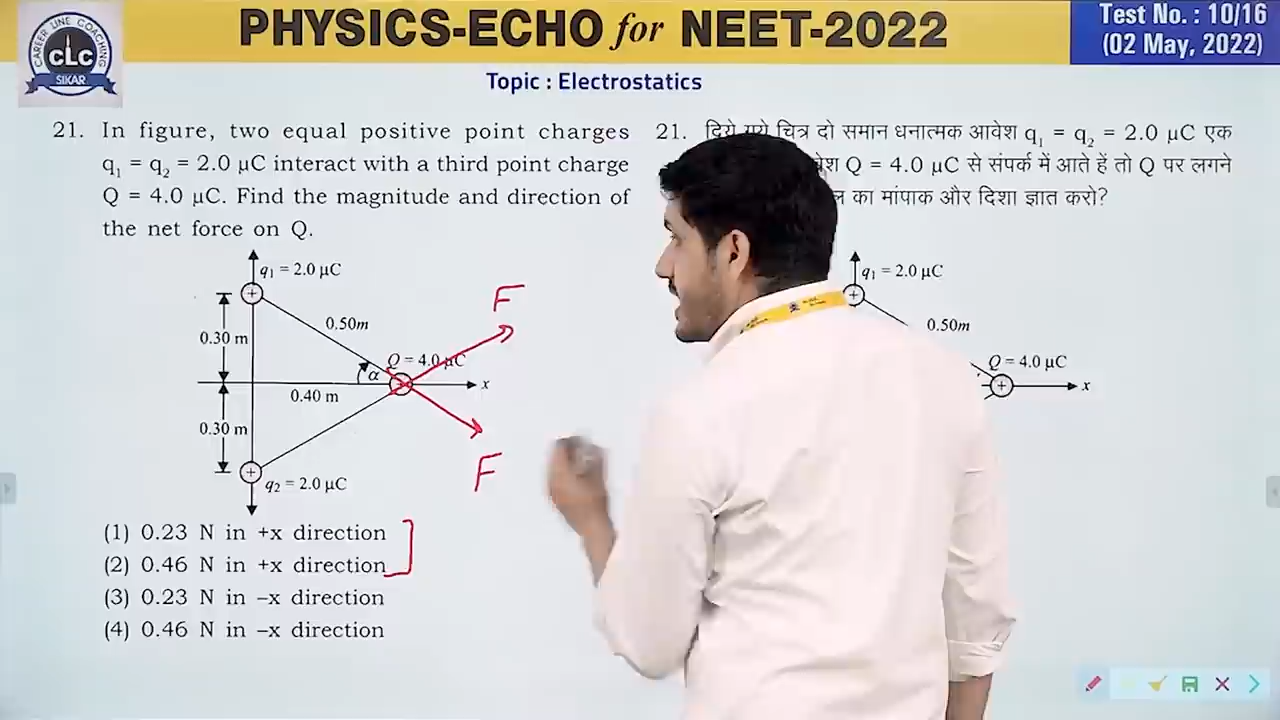 CAREER LINE COACHING
CLC
SIKAR
PHYSICS-ECHO for NEET-2022
Test No. : 10/16
(02 May, 2022)
Topic : Electrostatics
21. In figure, two equal positive point charges
q₁ = q₂ = 2.0 μC interact with a third point charge
Q = 4.0 μC. Find the magnitude and direction of
the net force on Q.
q₁ = 2.0 μC
0.30 m
0.50m
Q = 4.0 μC
α
x
0.40 m
0.30 m
q₂ = 2.0 μC
F
F
(1) 0.23 N in +x direction
(2) 0.46 N in +x direction
(3) 0.23 N in –x direction
(4) 0.46 N in –x direction
21. दिये गये चित्र दो समान धनात्मक आवेश q₁ = q₂ = 2.0 μC एक
Q = 4.0 μC से संपर्क में आते हैं तो Q पर लगने
का मांपाक और दिशा ज्ञात करो?
q₁ = 2.0 μC
0.50m
Q = 4.0 μC
x